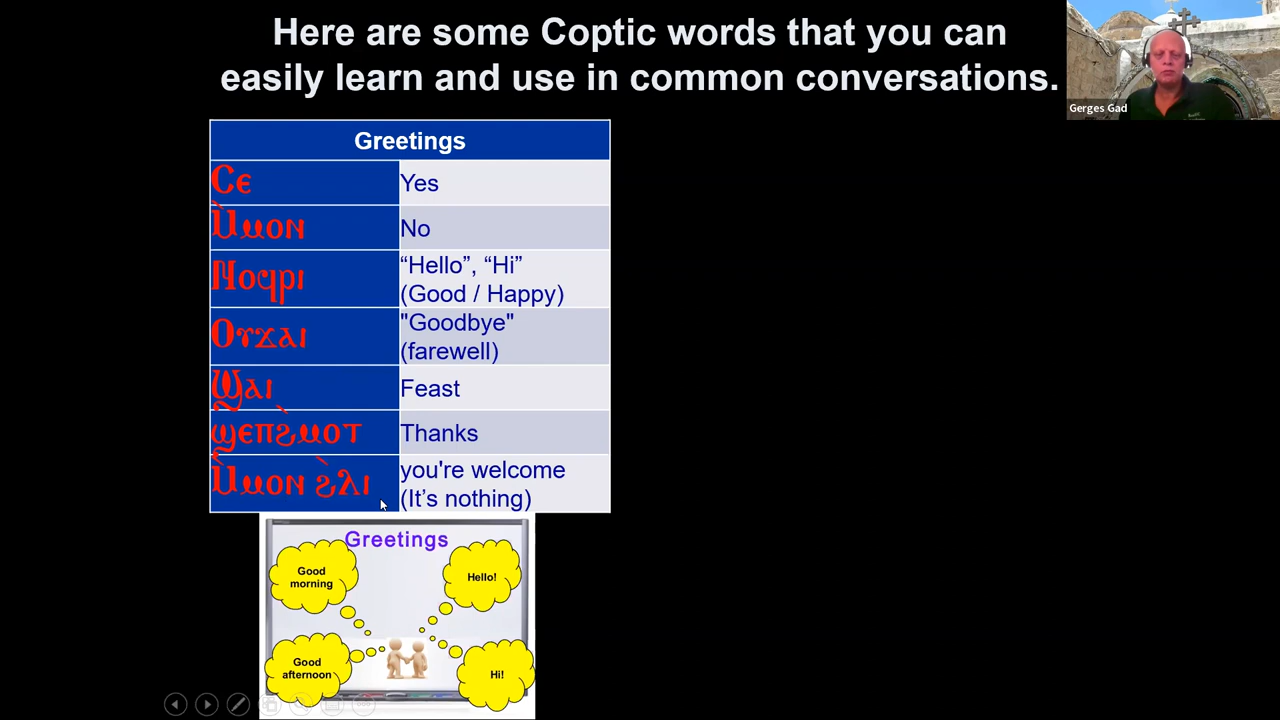 Here are some Coptic words that you can
easily learn and use in common conversations.
Gerges Gad
Greetings
Ⲥⲉ
Yes
Ⲙ̀ⲙⲟⲛ
No
Ⲛⲟϥⲣⲓ
“Hello”, “Hi”
(Good / Happy)
Ⲟⲩϫⲁⲓ
"Goodbye"
(farewell)
Ϣⲁⲓ
Feast
ϣⲉⲡϩ̀ⲙⲟⲧ
Thanks
Ⲙ̀ⲙⲟⲛ ϩ̀ⲗⲓ
you're welcome
(It’s nothing)
Greetings
Good
morning
Hello!
Good
afternoon
Hi!